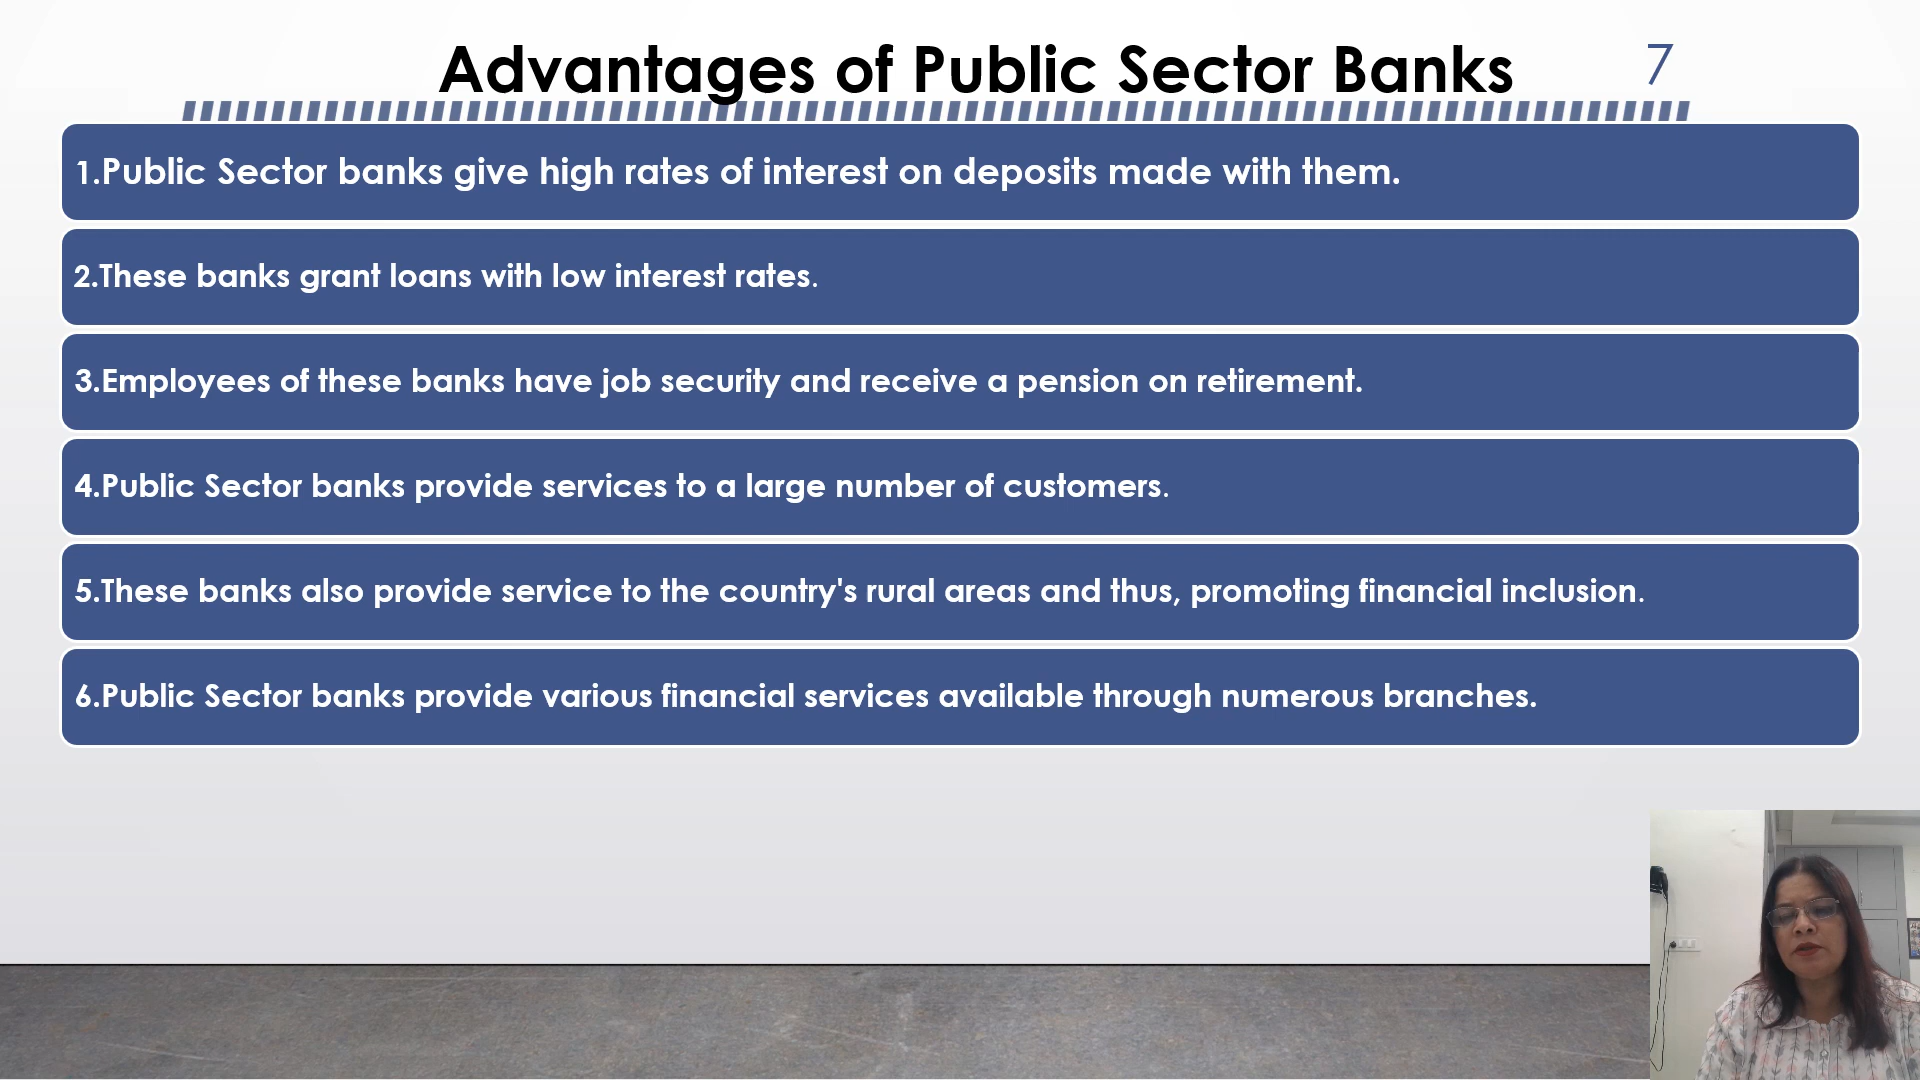 Advantages of Public Sector Banks
7
1.Public Sector banks give high rates of interest on deposits made with them.
2.These banks grant loans with low interest rates.
3.Employees of these banks have job security and receive a pension on retirement.
4.Public Sector banks provide services to a large number of customers.
5.These banks also provide service to the country's rural areas and thus, promoting financial inclusion.
6.Public Sector banks provide various financial services available through numerous branches.